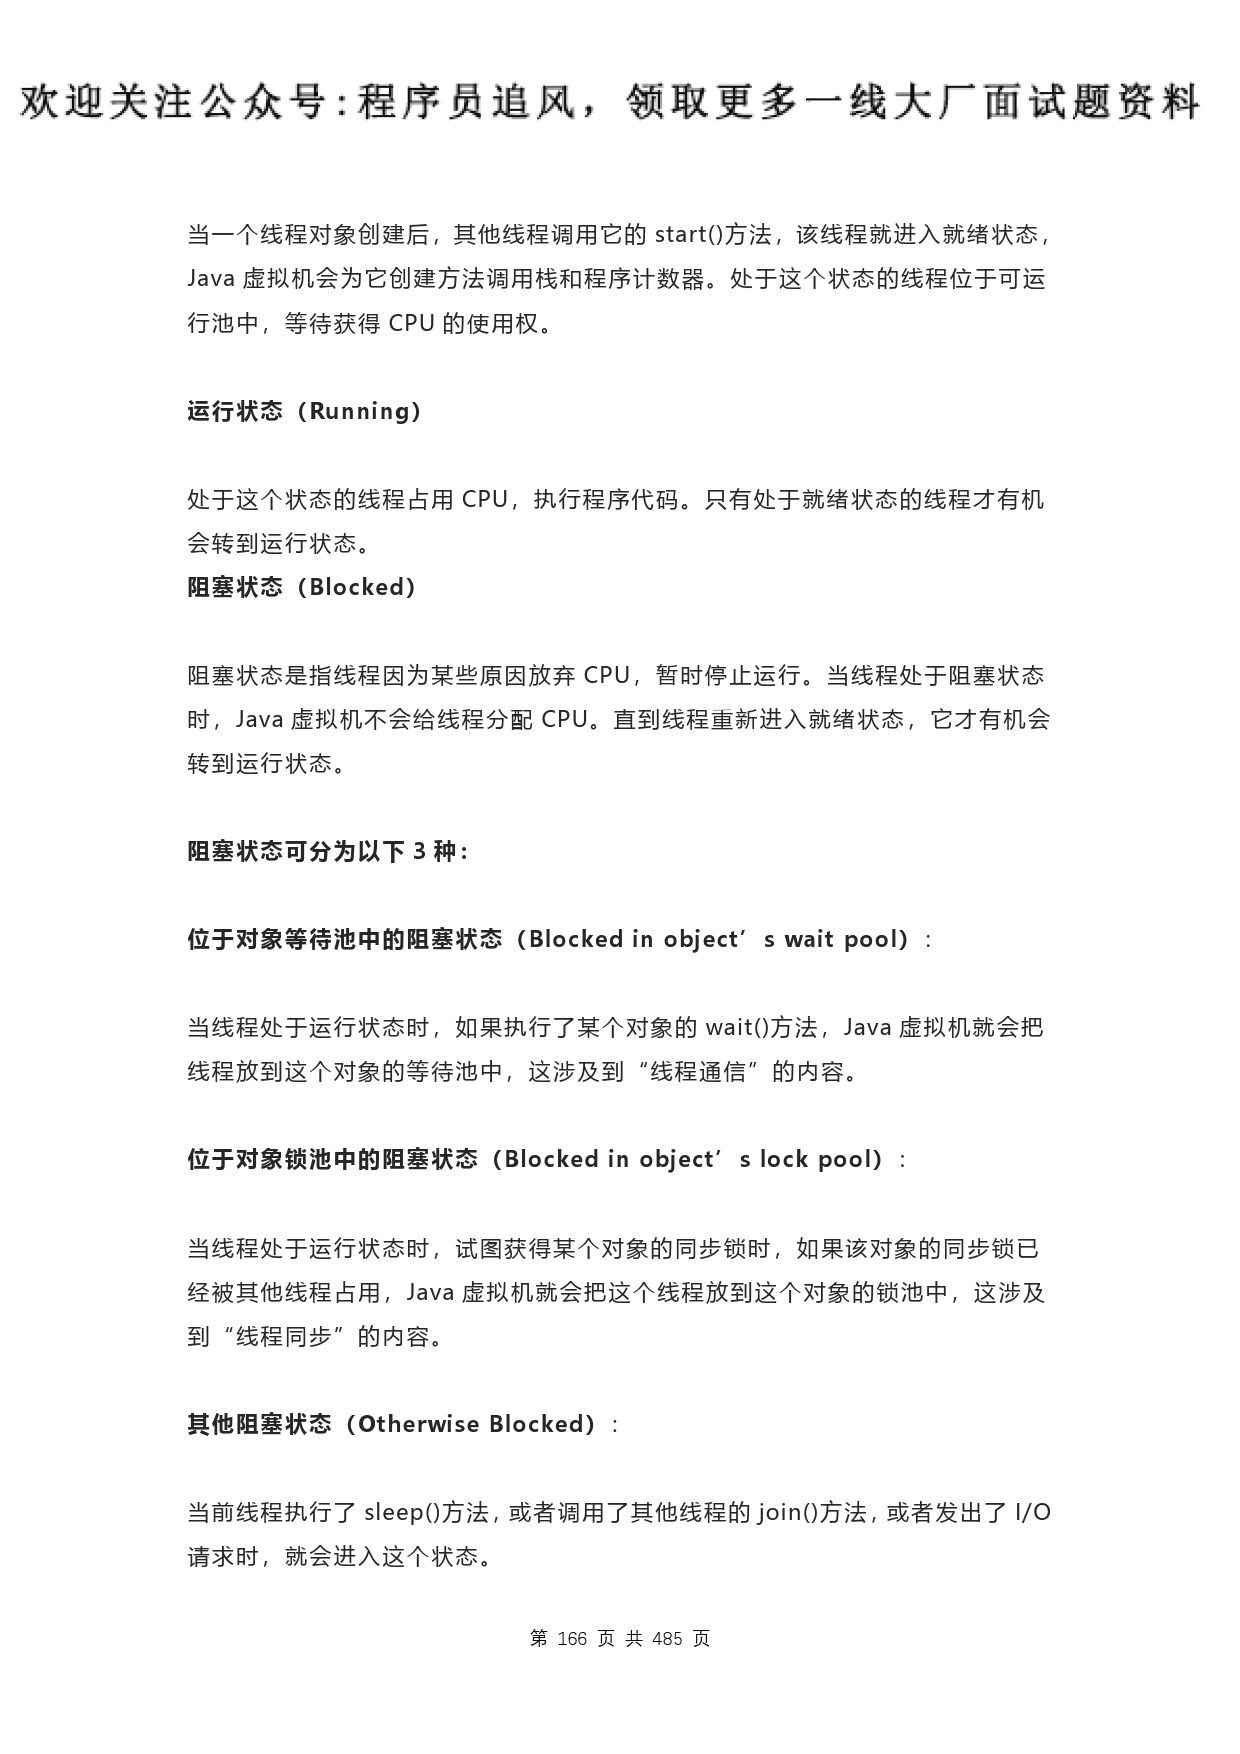 欢迎关注公众号:程序员追风，领取更多一线大厂面试题资料
当一个线程对象创建后，其他线程调用它的 start()方法，该线程就进入就绪状态，
Java 虚拟机会为它创建方法调用栈和程序计数器。处于这个状态的线程位于可运
行池中，等待获得 CPU 的使用权。
运行状态（Running）
处于这个状态的线程占用 CPU，执行程序代码。只有处于就绪状态的线程才有机
会转到运行状态。
阻塞状态（Blocked）
阻塞状态是指线程因为某些原因放弃 CPU，暂时停止运行。当线程处于阻塞状态
时，Java 虚拟机不会给线程分配 CPU。直到线程重新进入就绪状态，它才有机会
转到运行状态。
阻塞状态可分为以下 3 种：
位于对象等待池中的阻塞状态（Blocked in object’s wait pool）：
当线程处于运行状态时，如果执行了某个对象的 wait()方法，Java 虚拟机就会把
线程放到这个对象的等待池中，这涉及到“线程通信”的内容。
位于对象锁池中的阻塞状态（Blocked in object’s lock pool）：
当线程处于运行状态时，试图获得某个对象的同步锁时，如果该对象的同步锁已
经被其他线程占用，Java 虚拟机就会把这个线程放到这个对象的锁池中，这涉及
到“线程同步”的内容。
其他阻塞状态（Otherwise Blocked）：
当前线程执行了 sleep()方法，或者调用了其他线程的 join()方法，或者发出了 I/O
请求时，就会进入这个状态。
第 166 页 共 485 页